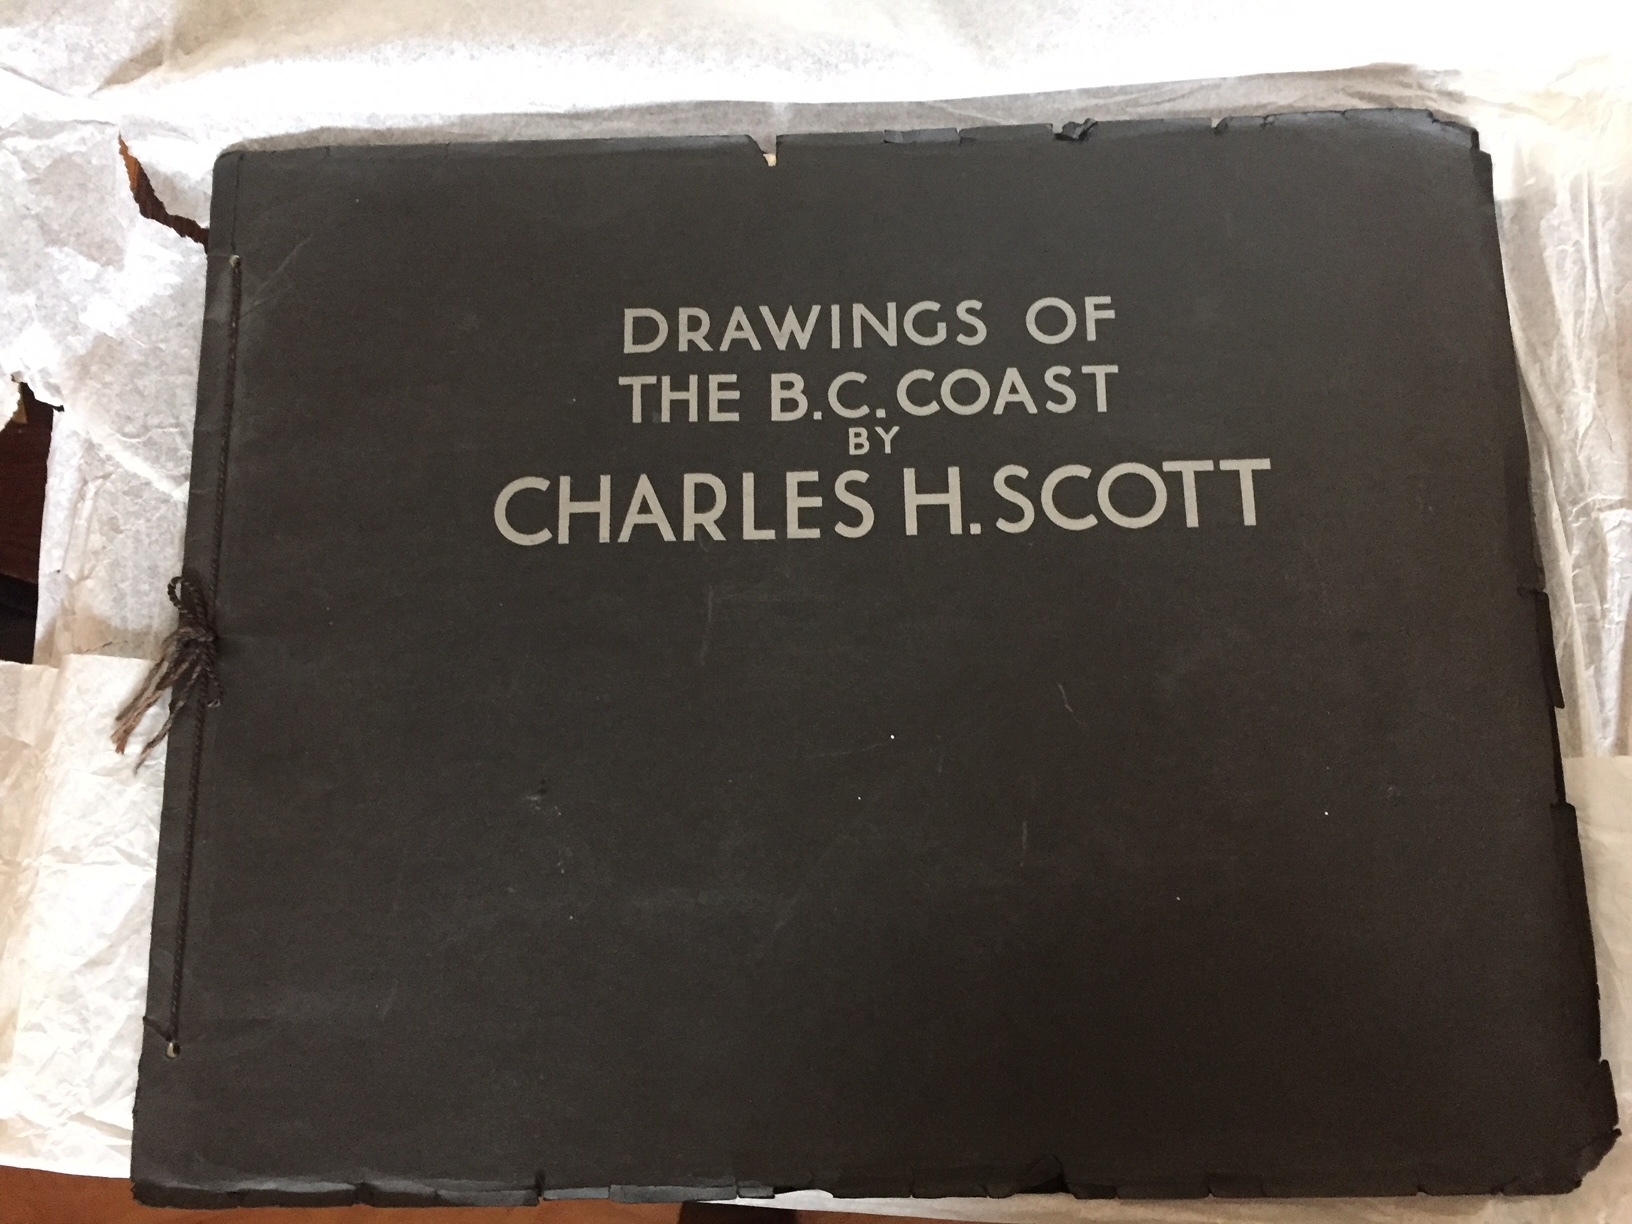 DRAWINGS OF
THE B.C. COAST
BY
CHARLES H. SCOTT